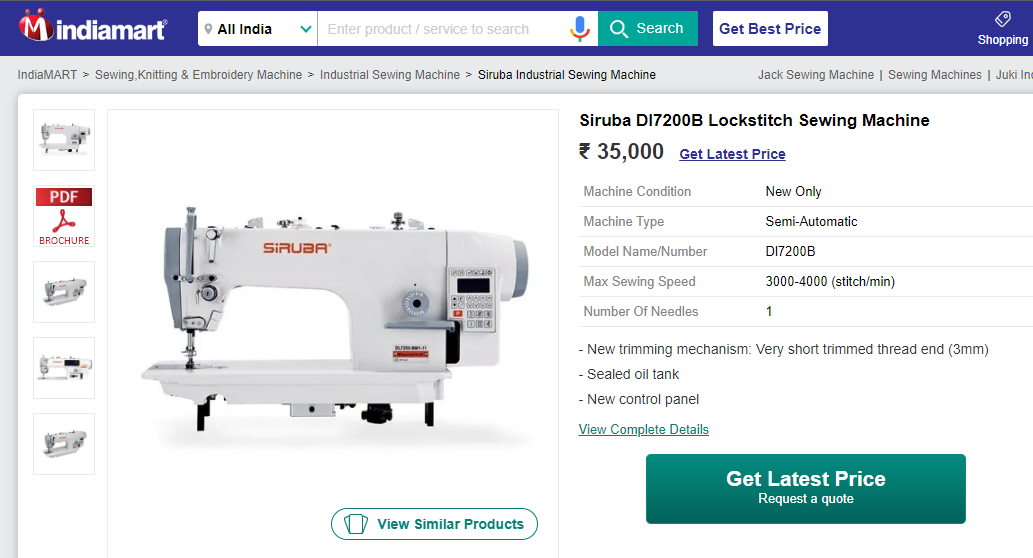 indiamart
All India
Enter product / service to search
Search
Get Best Price
Shopping
IndiaMART > Sewing,Knitting & Embroidery Machine > Industrial Sewing Machine > Siruba Industrial Sewing Machine
Jack Sewing Machine | Sewing Machines | Juki In
Siruba Dl7200B Lockstitch Sewing Machine
₹ 35,000 Get Latest Price
Machine Condition New Only
Machine Type Semi-Automatic
Model Name/Number Dl7200B
Max Sewing Speed 3000-4000 (stitch/min)
Number Of Needles 1
- New trimming mechanism: Very short trimmed thread end (3mm)
- Sealed oil tank
- New control panel
View Complete Details
Get Latest Price
Request a quote
PDF
BROCHURE
SiRUBA
DL7200-BM1-11
View Similar Products